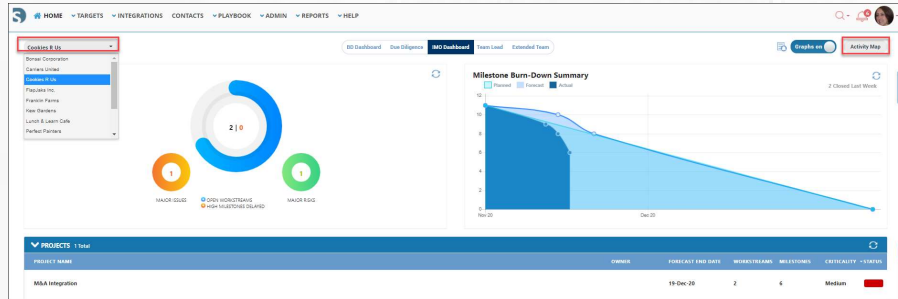 S HOME TARGETS INTEGRATIONS CONTACTS PLAYBOOK ADMIN REPORTS HELP
Cookies R Us
BD Dashboard Due Diligence IMO Dashboard Team Lead Extended Team
Graphs on
Activity Map
Bonsai Corporation
Carriers United
Cookies R Us
FlapJaks Inc.
Franklin Farms
Kew Gardens
Lunch & Learn Cafe
Perfect Painters
2 | 0
1
MAJOR ISSUES
OPEN WORKSTREAMS
HIGH MILESTONES DELAYED
1
MAJOR RISKS
Milestone Burn-Down Summary
Planned Forecast Actual
2 Closed Last Week
12
10
8
6
4
2
0
Nov 20 Dec 20
PROJECTS 1 Total
PROJECT NAME OWNER FORECAST END DATE WORKSTREAMS MILESTONES CRITICALITY STATUS
M&A Integration 19-Dec-20 2 6 Medium